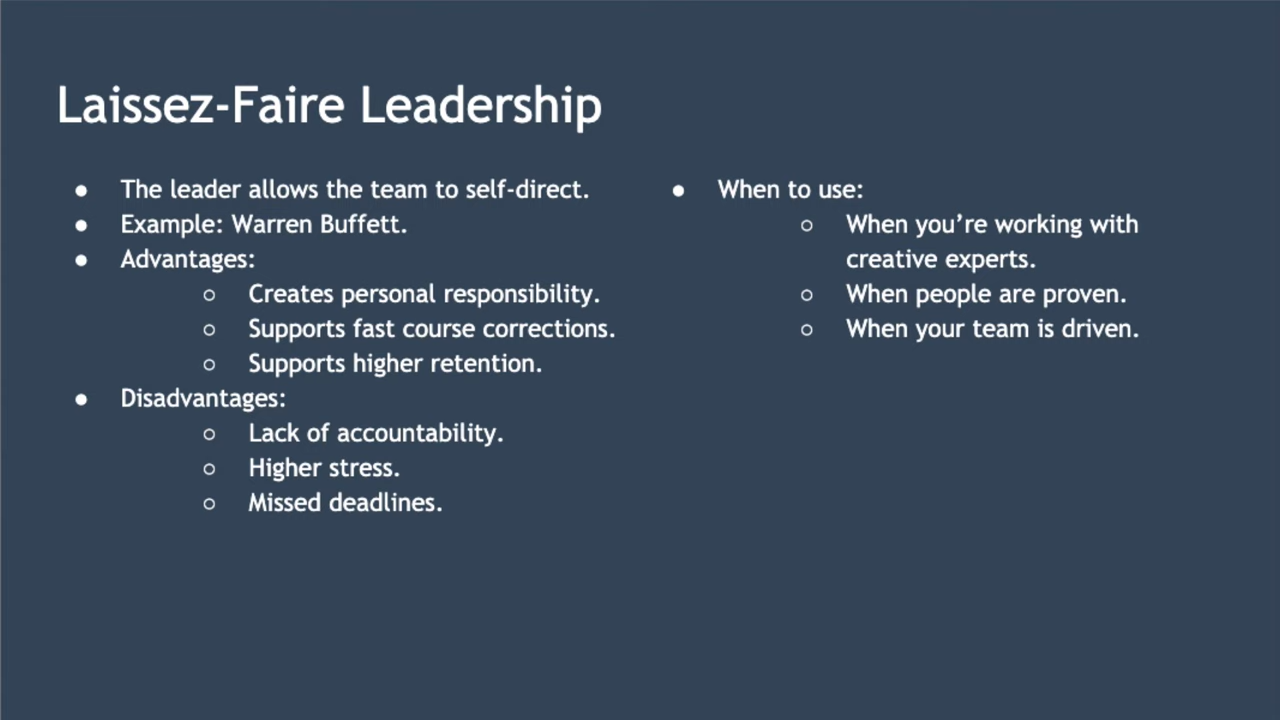 Laissez-Faire Leadership
● The leader allows the team to self-direct.
● Example: Warren Buffett.
● Advantages:
○ Creates personal responsibility.
○ Supports fast course corrections.
○ Supports higher retention.
● Disadvantages:
○ Lack of accountability.
○ Higher stress.
○ Missed deadlines.
● When to use:
○ When you’re working with
creative experts.
○ When people are proven.
○ When your team is driven.